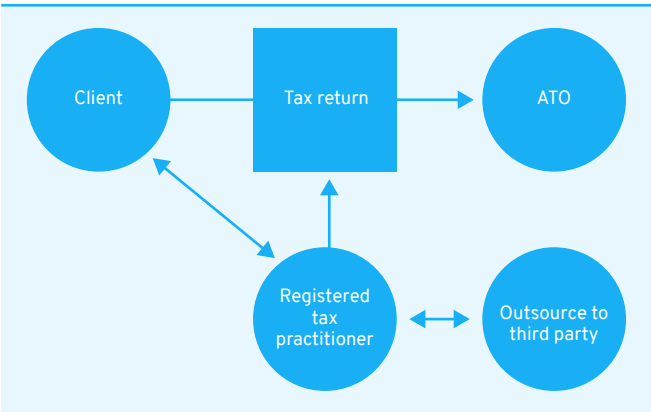 Client
Tax return
ATO
Registered
tax
practitioner
Outsource to
third party